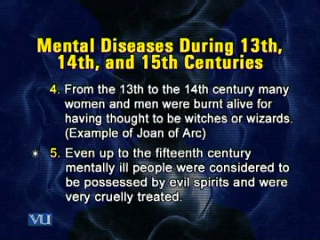 Mental Diseases During 13th,
14th, and 15th Centuries
4. From the 13th to the 14th century many
women and men were burnt alive for
having thought to be witches or wizards.
(Example of Joan of Arc)
✶ 5. Even up to the fifteenth century
mentally ill people were considered to
be possessed by evil spirits and were
very cruelly treated.
VU